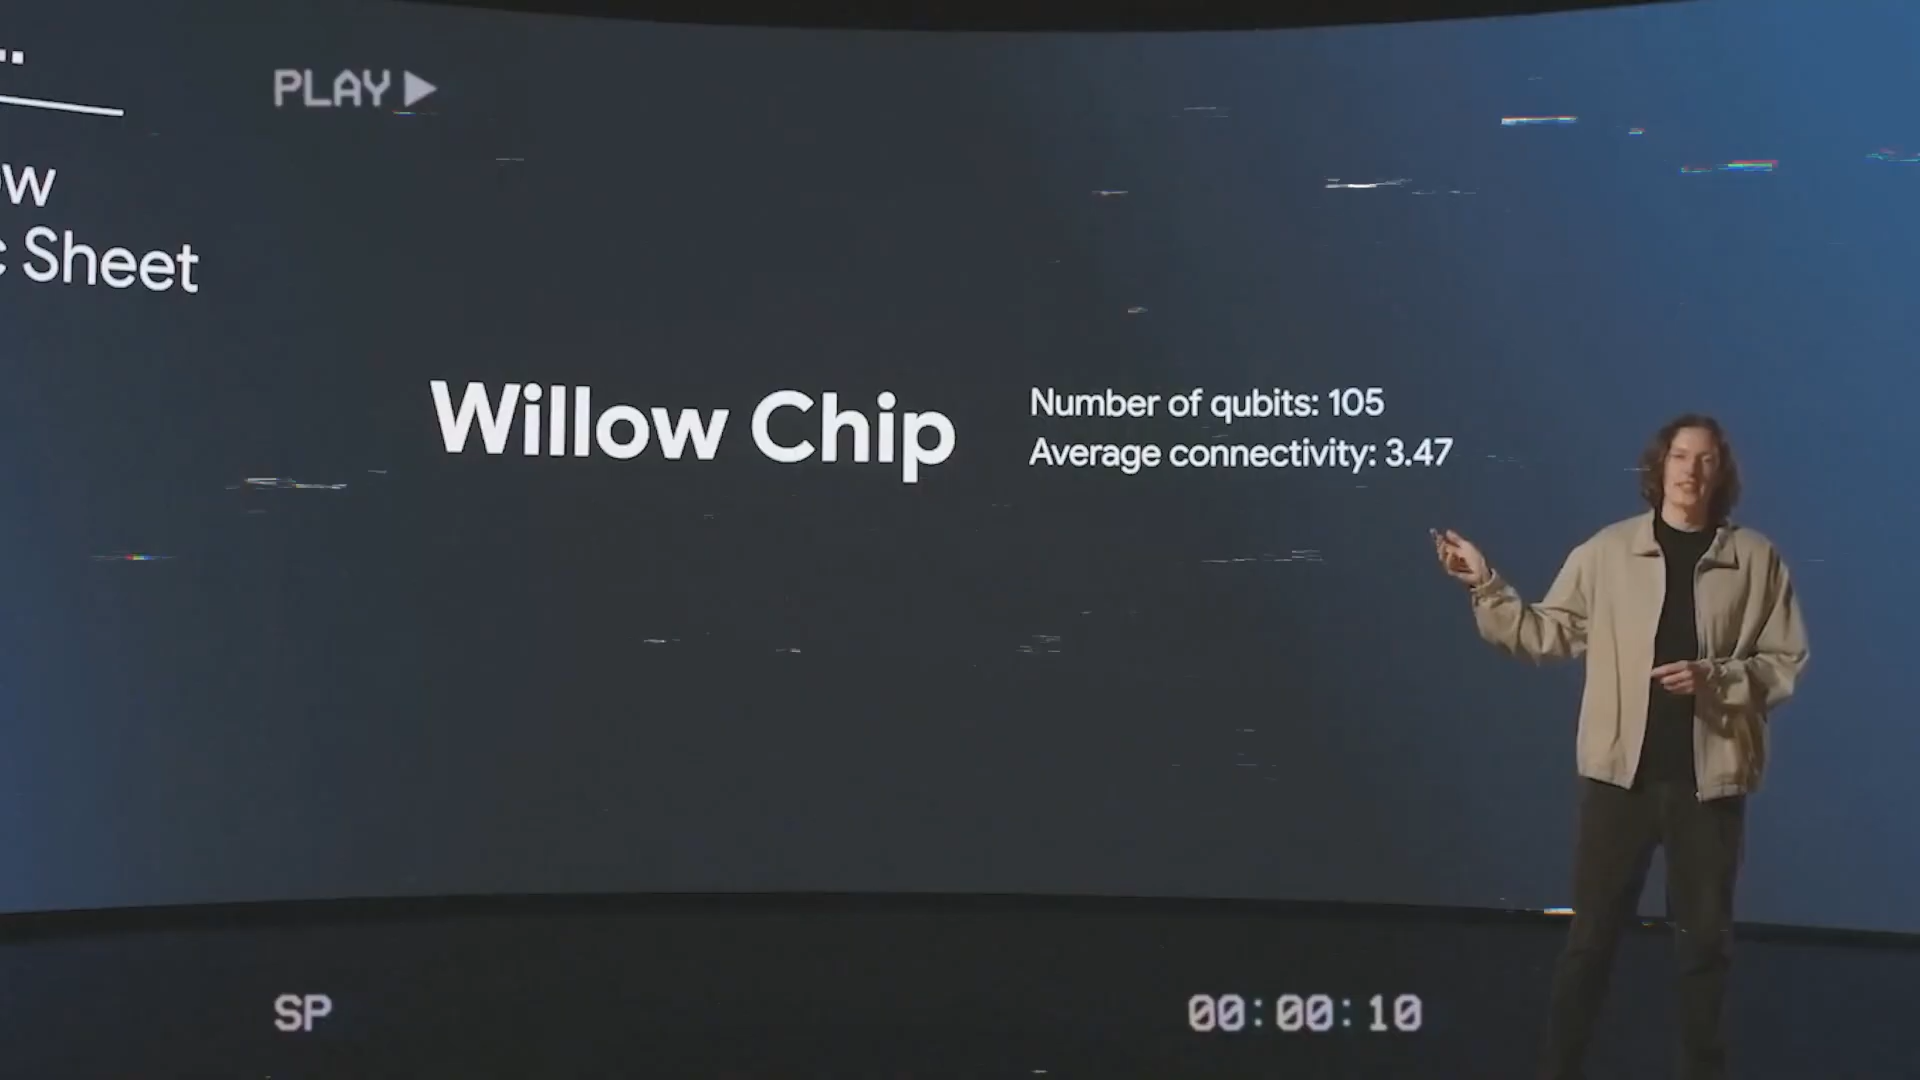 PLAY
Sheet
Willow Chip
Number of qubits: 105
Average connectivity: 3.47
SP
00:00:10